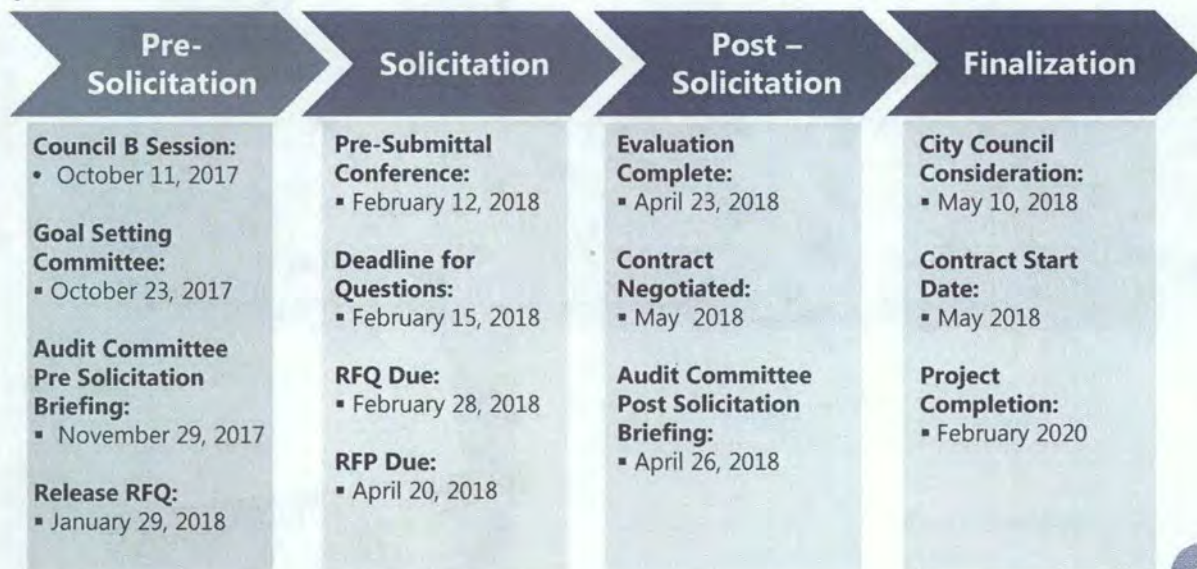 Pre-
Solicitation
Solicitation
Post –
Solicitation
Finalization
Council B Session:
• October 11, 2017
Goal Setting
Committee:
▪ October 23, 2017
Audit Committee
Pre Solicitation
Briefing:
▪ November 29, 2017
Release RFQ:
▪ January 29, 2018
Pre-Submittal
Conference:
▪ February 12, 2018
Deadline for
Questions:
▪ February 15, 2018
RFQ Due:
▪ February 28, 2018
RFP Due:
▪ April 20, 2018
Evaluation
Complete:
▪ April 23, 2018
Contract
Negotiated:
▪ May 2018
Audit Committee
Post Solicitation
Briefing:
▪ April 26, 2018
City Council
Consideration:
▪ May 10, 2018
Contract Start
Date:
▪ May 2018
Project
Completion:
▪ February 2020